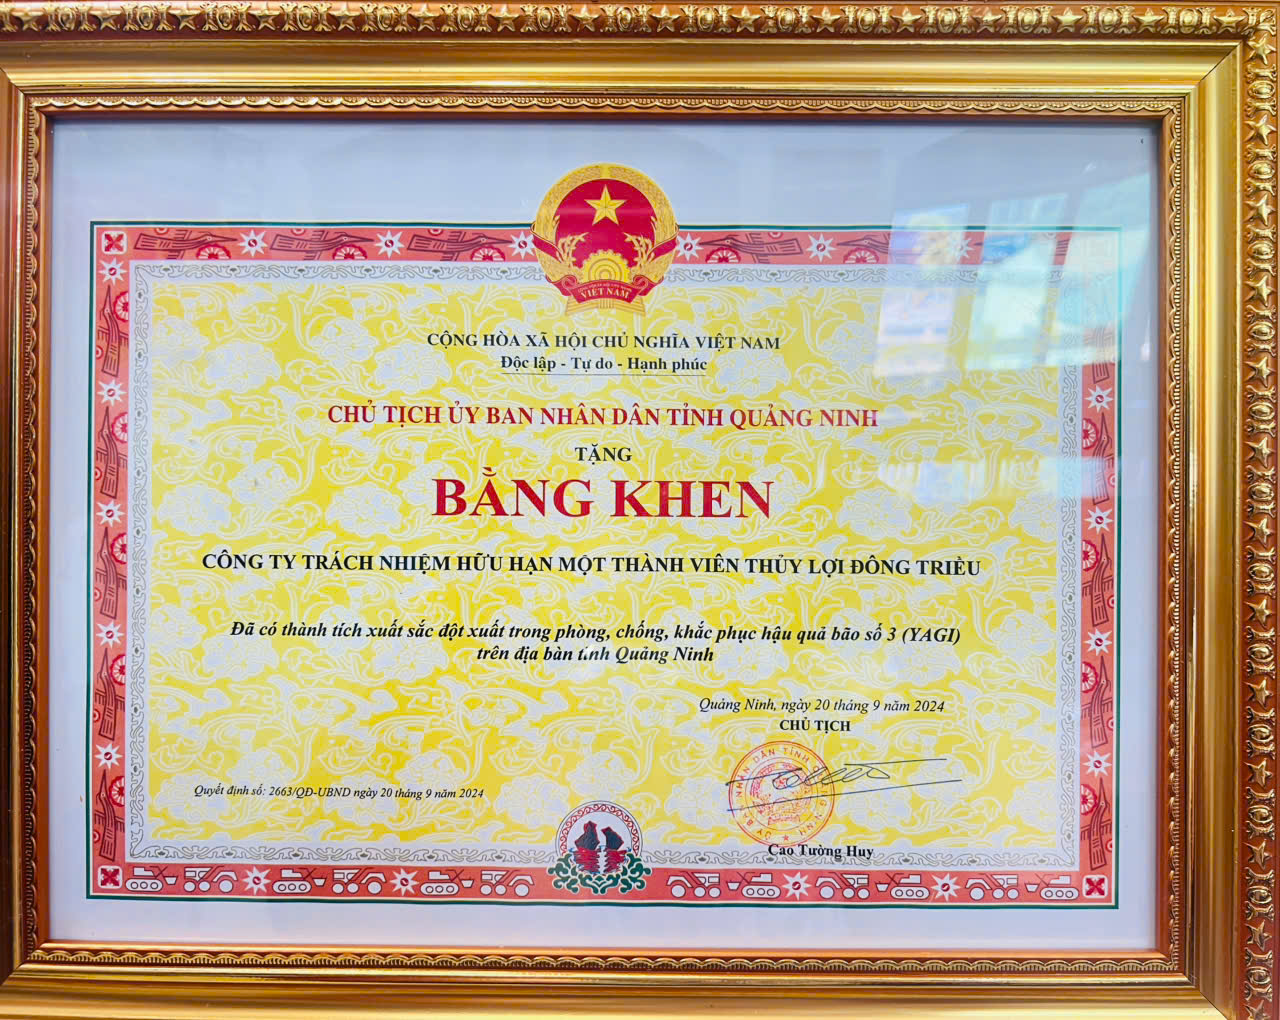 VIỆT NAM
CỘNG HÒA XÃ HỘI CHỦ NGHĨA VIỆT NAM
Độc lập - Tự do - Hạnh phúc
CHỦ TỊCH ỦY BAN NHÂN DÂN TỈNH QUẢNG NINH
TẶNG
BẰNG KHEN
CÔNG TY TRÁCH NHIỆM HỮU HẠN MỘT THÀNH VIÊN THỦY LỢI ĐÔNG TRIỀU
Đã có thành tích xuất sắc đột xuất trong phòng, chống, khắc phục hậu quả bão số 3 (YAGI)
trên địa bàn tỉnh Quảng Ninh
Quảng Ninh, ngày 20 tháng 9 năm 2024
CHỦ TỊCH
Quyết định số: 2663/QĐ-UBND ngày 20 tháng 9 năm 2024
Cao Tường Huy